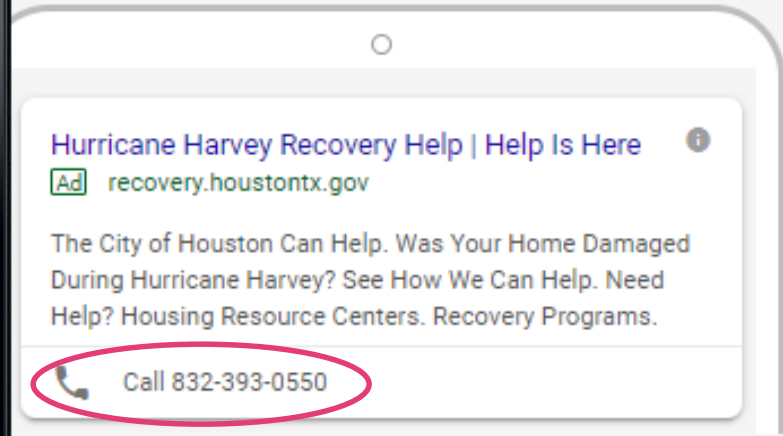 Hurricane Harvey Recovery Help | Help Is Here
Ad recovery.houstontx.gov
The City of Houston Can Help. Was Your Home Damaged
During Hurricane Harvey? See How We Can Help. Need
Help? Housing Resource Centers. Recovery Programs.
Call 832-393-0550